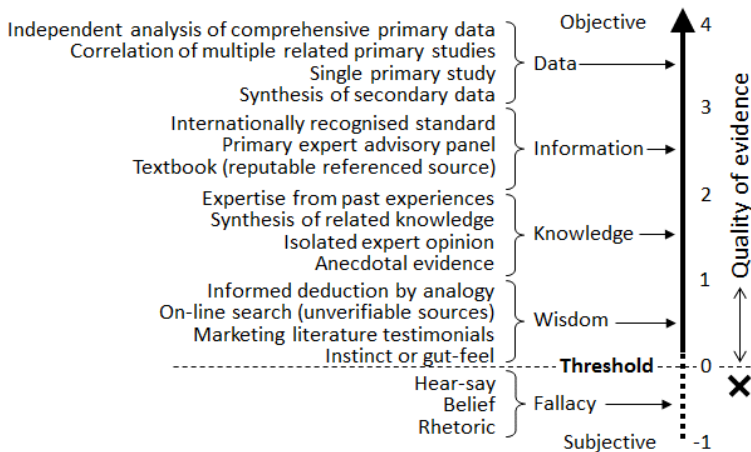 Objective 4
Independent analysis of comprehensive primary data
Correlation of multiple related primary studies
Single primary study
Synthesis of secondary data
Data
3
Internationally recognised standard
Primary expert advisory panel
Textbook (reputable referenced source)
Information
2
Expertise from past experiences
Synthesis of related knowledge
Isolated expert opinion
Anecdotal evidence
Knowledge
1
Informed deduction by analogy
On-line search (unverifiable sources)
Marketing literature testimonials
Instinct or gut-feel
Wisdom
Threshold 0
Hear-say
Belief
Rhetoric
Fallacy
Subjective -1
Quality of evidence